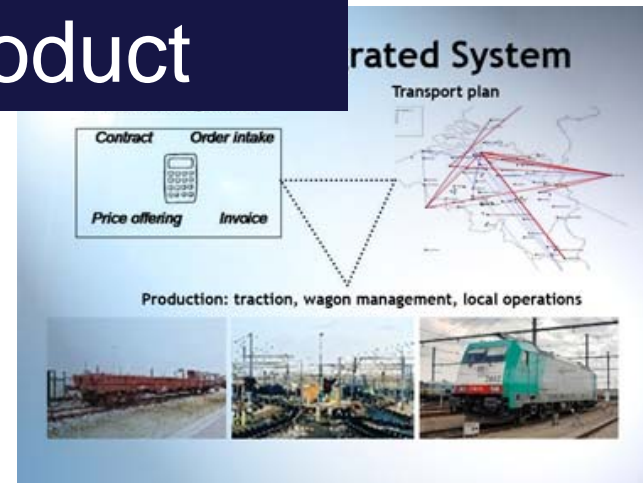 oduct
rated System
Transport plan
Contract Order intake
Price offering Invoice
Production: traction, wagon management, local operations